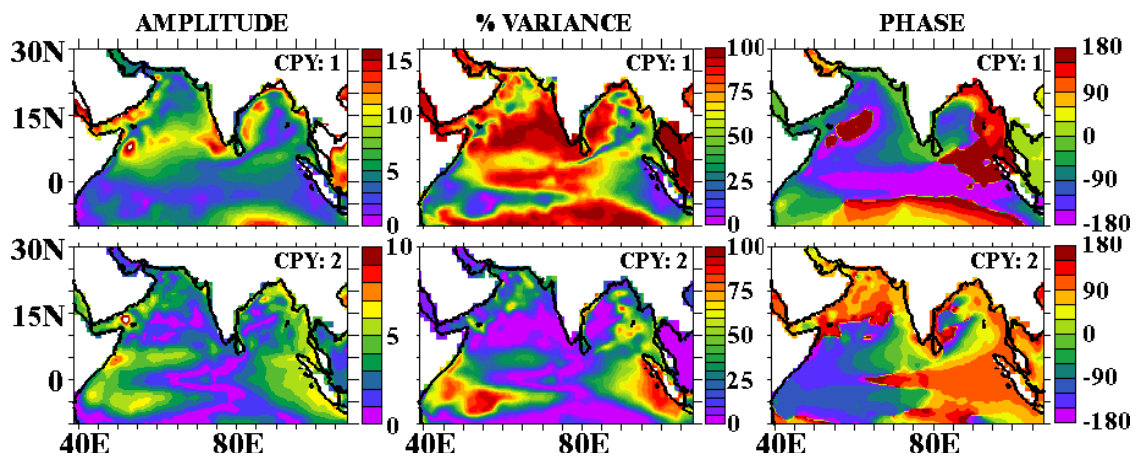 AMPLITUDE % VARIANCE PHASE
30N CPY: 1 15 CPY: 1 100 CPY: 1 180
15N 10 75 90
50 0
0 5 25 -90
0 0 -180
30N CPY: 2 10 CPY: 2 100 CPY: 2 180
15N 75 90
5 50 0
0 25 -90
0 0 -180
40E 80E 40E 80E 40E 80E